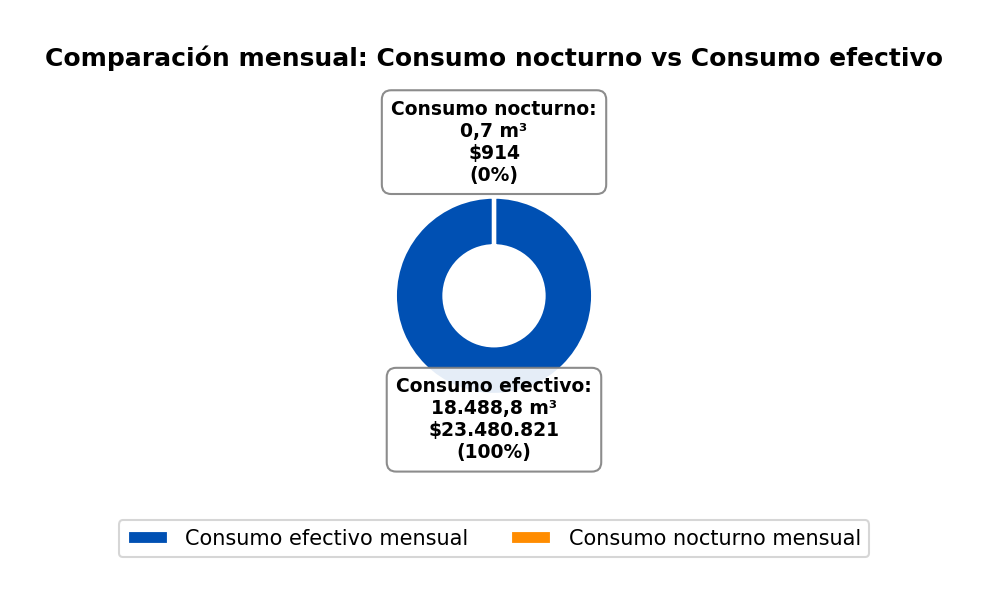 Comparación mensual: Consumo nocturno vs Consumo efectivo
Consumo nocturno:
0,7 m³
$914
(0%)
Consumo efectivo:
18.488,8 m³
$23.480.821
(100%)
Consumo efectivo mensual
Consumo nocturno mensual